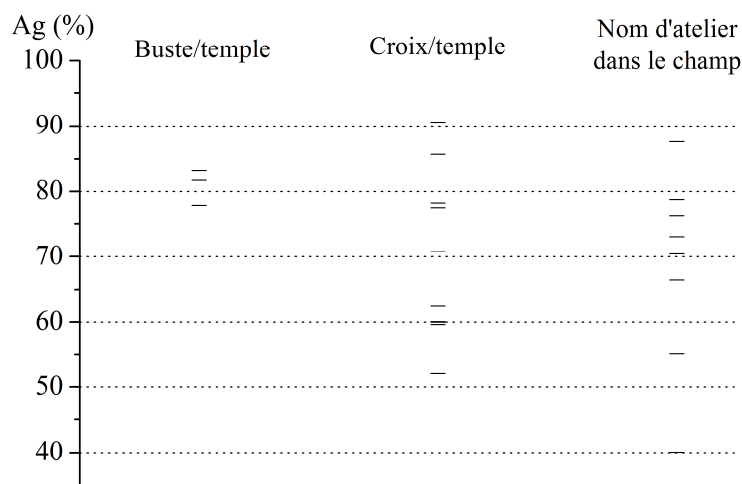 Ag (%)
Buste/temple
Croix/temple
Nom d'atelier
dans le champ
100
90
80
70
60
50
40